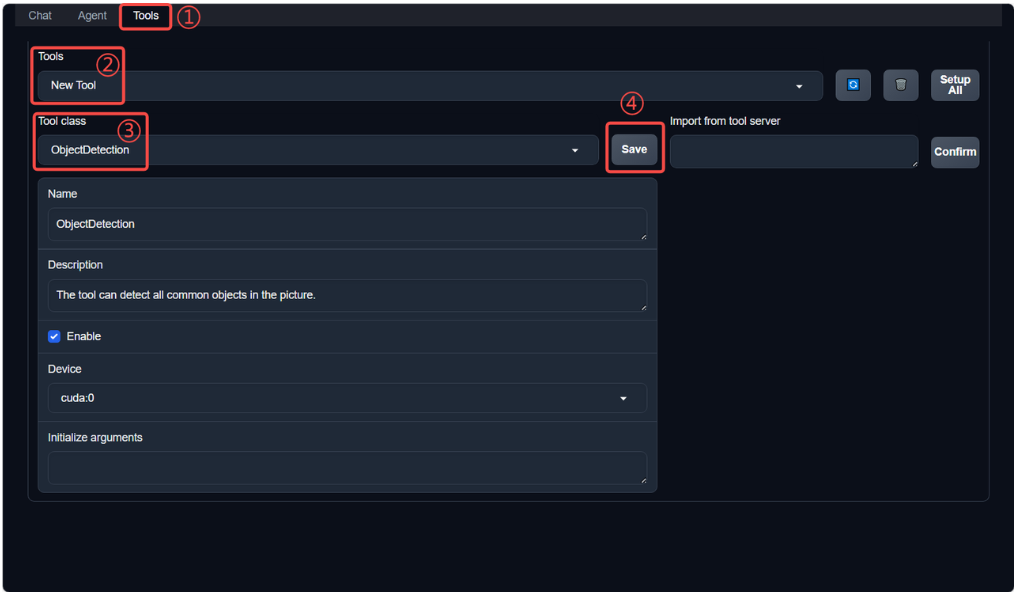 Chat Agent Tools ①
Tools ②
New Tool
Setup
All
Tool class ③
ObjectDetection
④
Save
Import from tool server
Confirm
Name
ObjectDetection
Description
The tool can detect all common objects in the picture.
Enable
Device
cuda:0
Initialize arguments